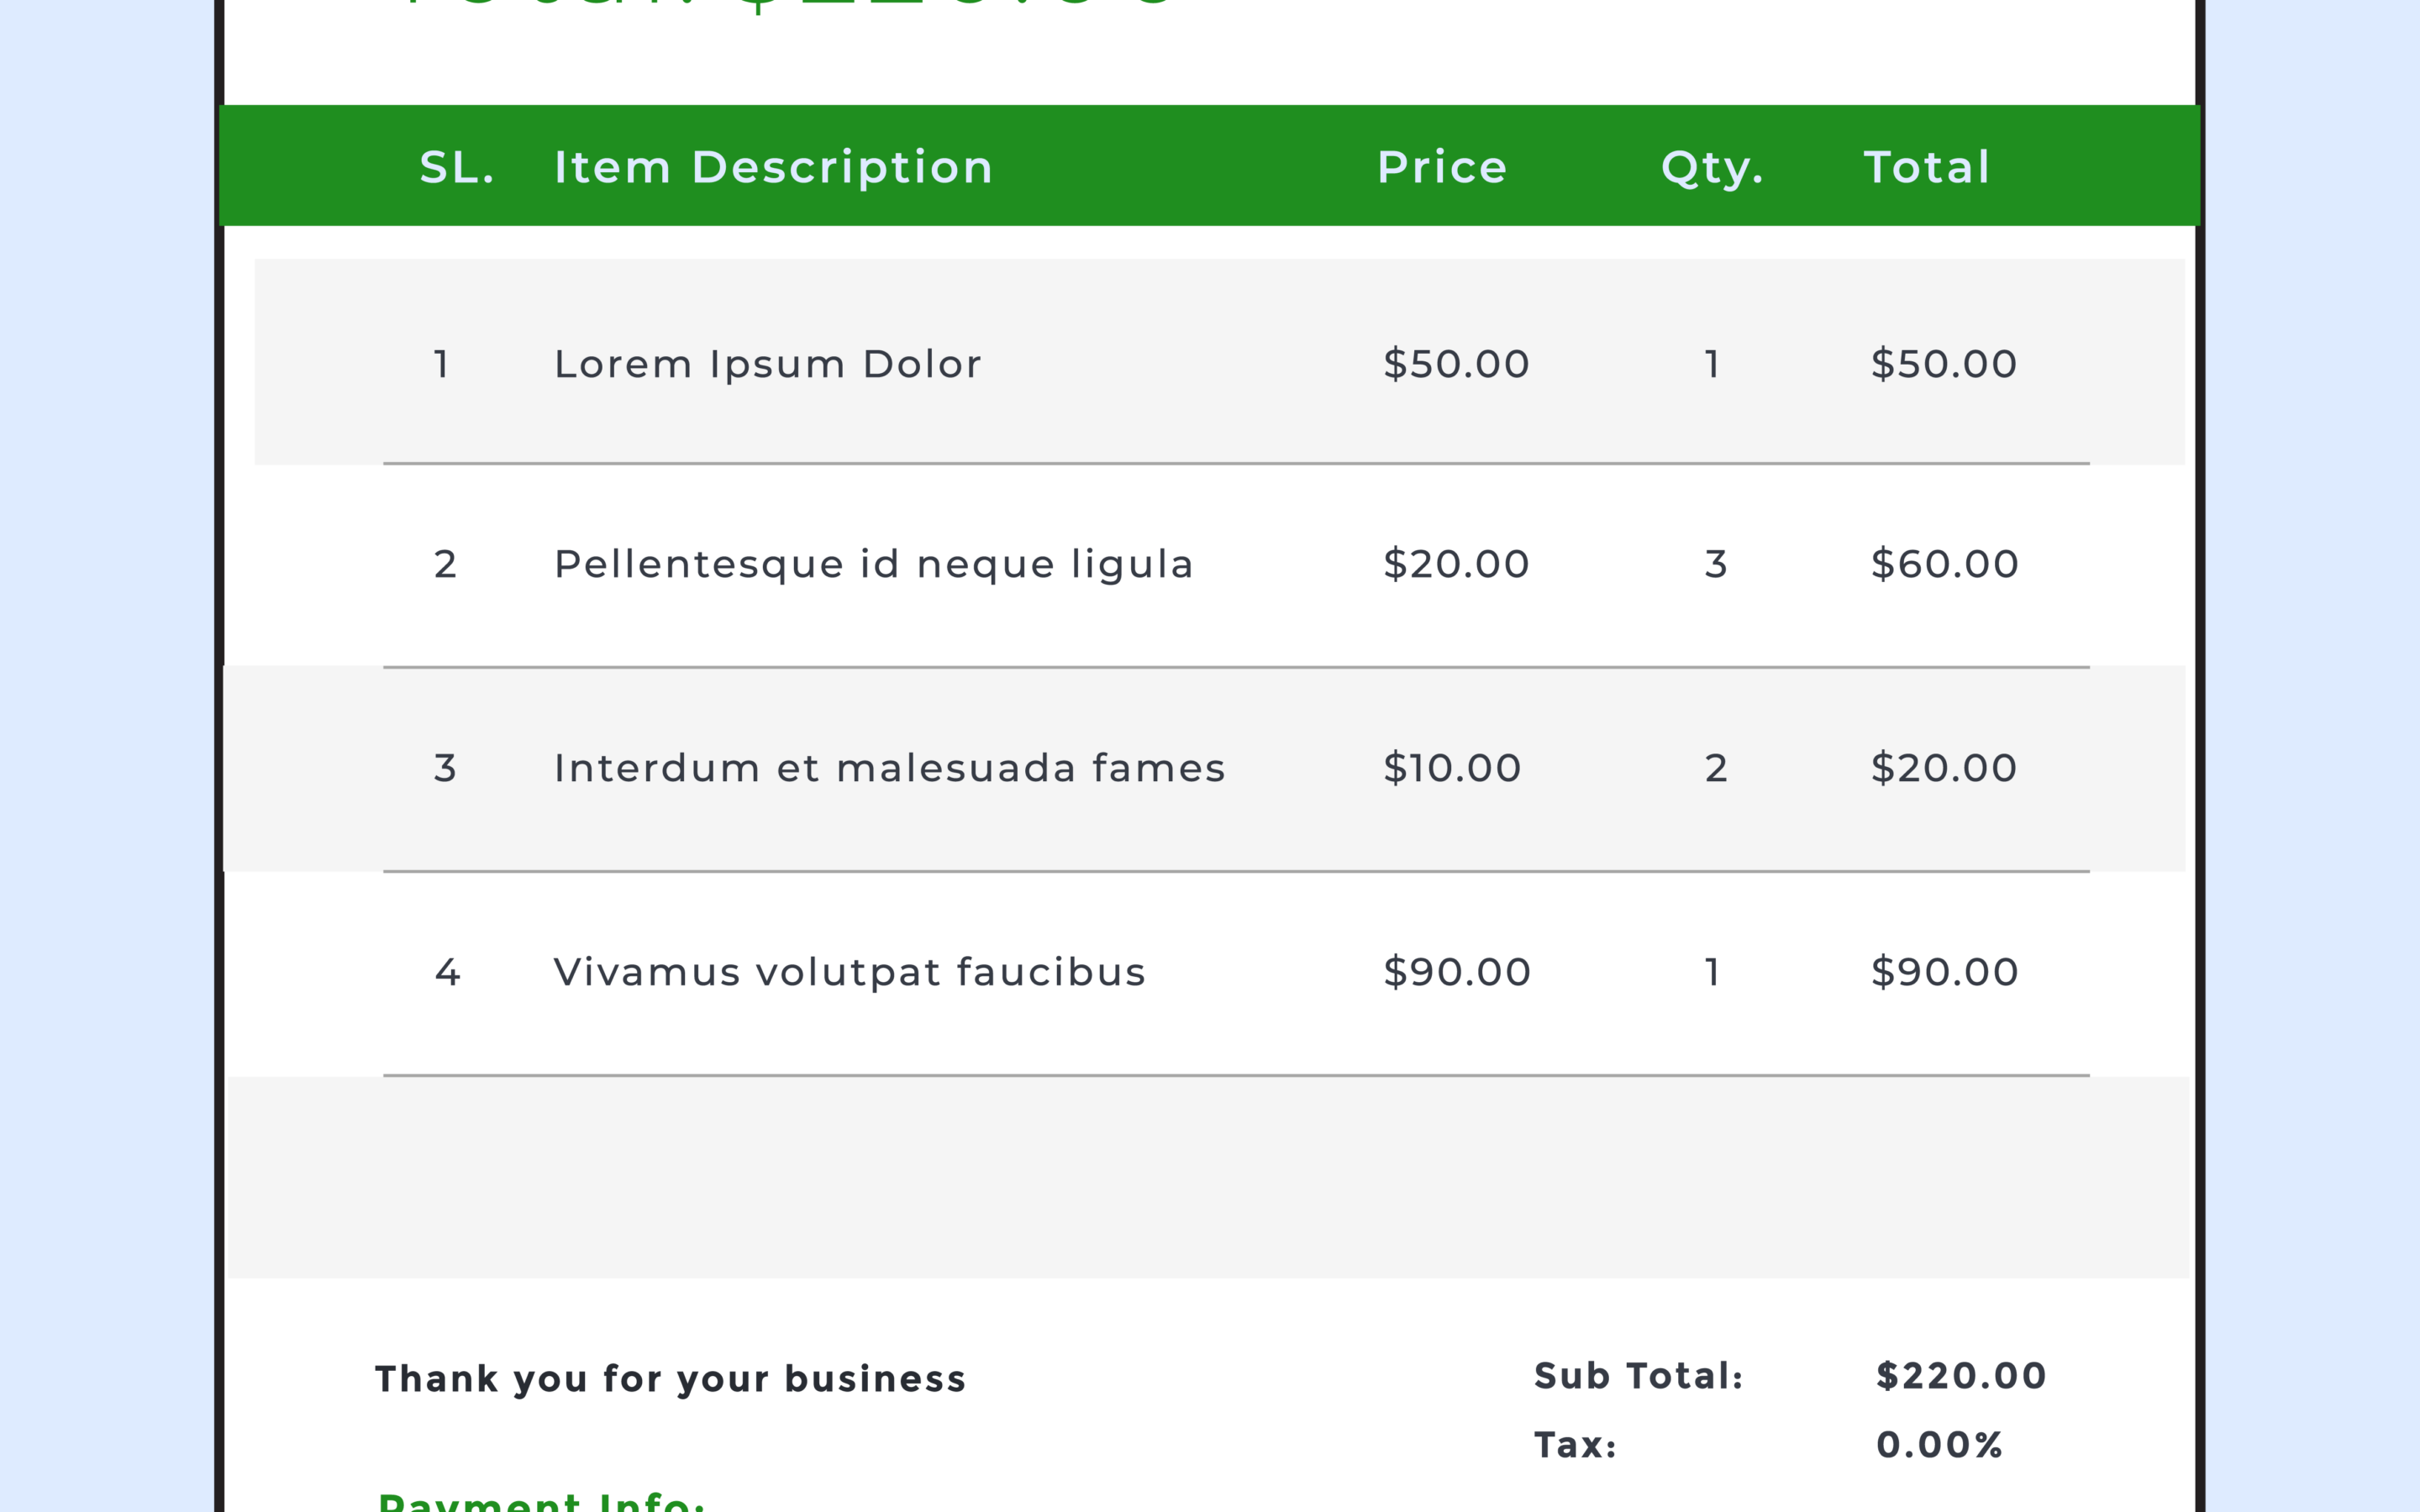 SL. Item Description Price Qty. Total
1 Lorem Ipsum Dolor $50.00 1 $50.00
2 Pellentesque id neque ligula $20.00 3 $60.00
3 Interdum et malesuada fames $10.00 2 $20.00
4 Vivamus volutpat faucibus $90.00 1 $90.00
Thank you for your business Sub Total: $220.00
Tax: 0.00%
Payment Info: